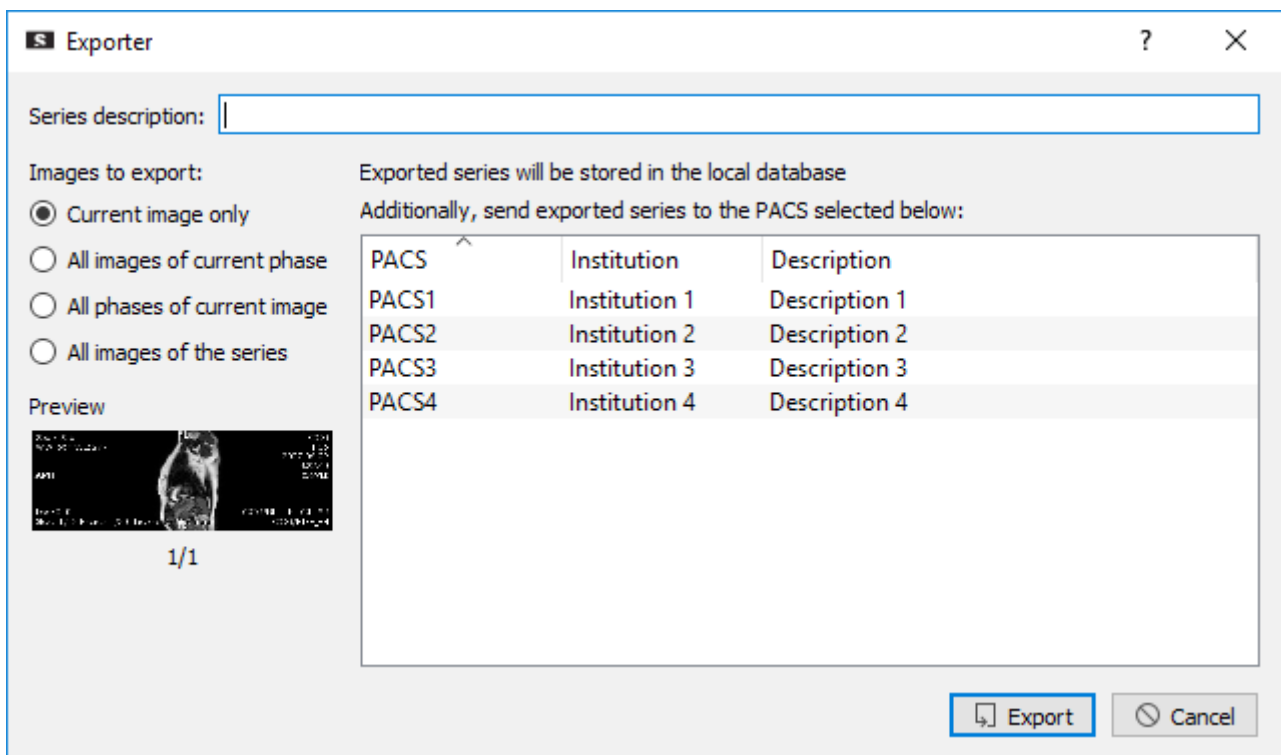 S Exporter ?
Series description:
Images to export:
Current image only
All images of current phase
All phases of current image
All images of the series
Preview
1/1
Exported series will be stored in the local database
Additionally, send exported series to the PACS selected below:
PACS Institution Description
PACS1 Institution 1 Description 1
PACS2 Institution 2 Description 2
PACS3 Institution 3 Description 3
PACS4 Institution 4 Description 4
Export Cancel